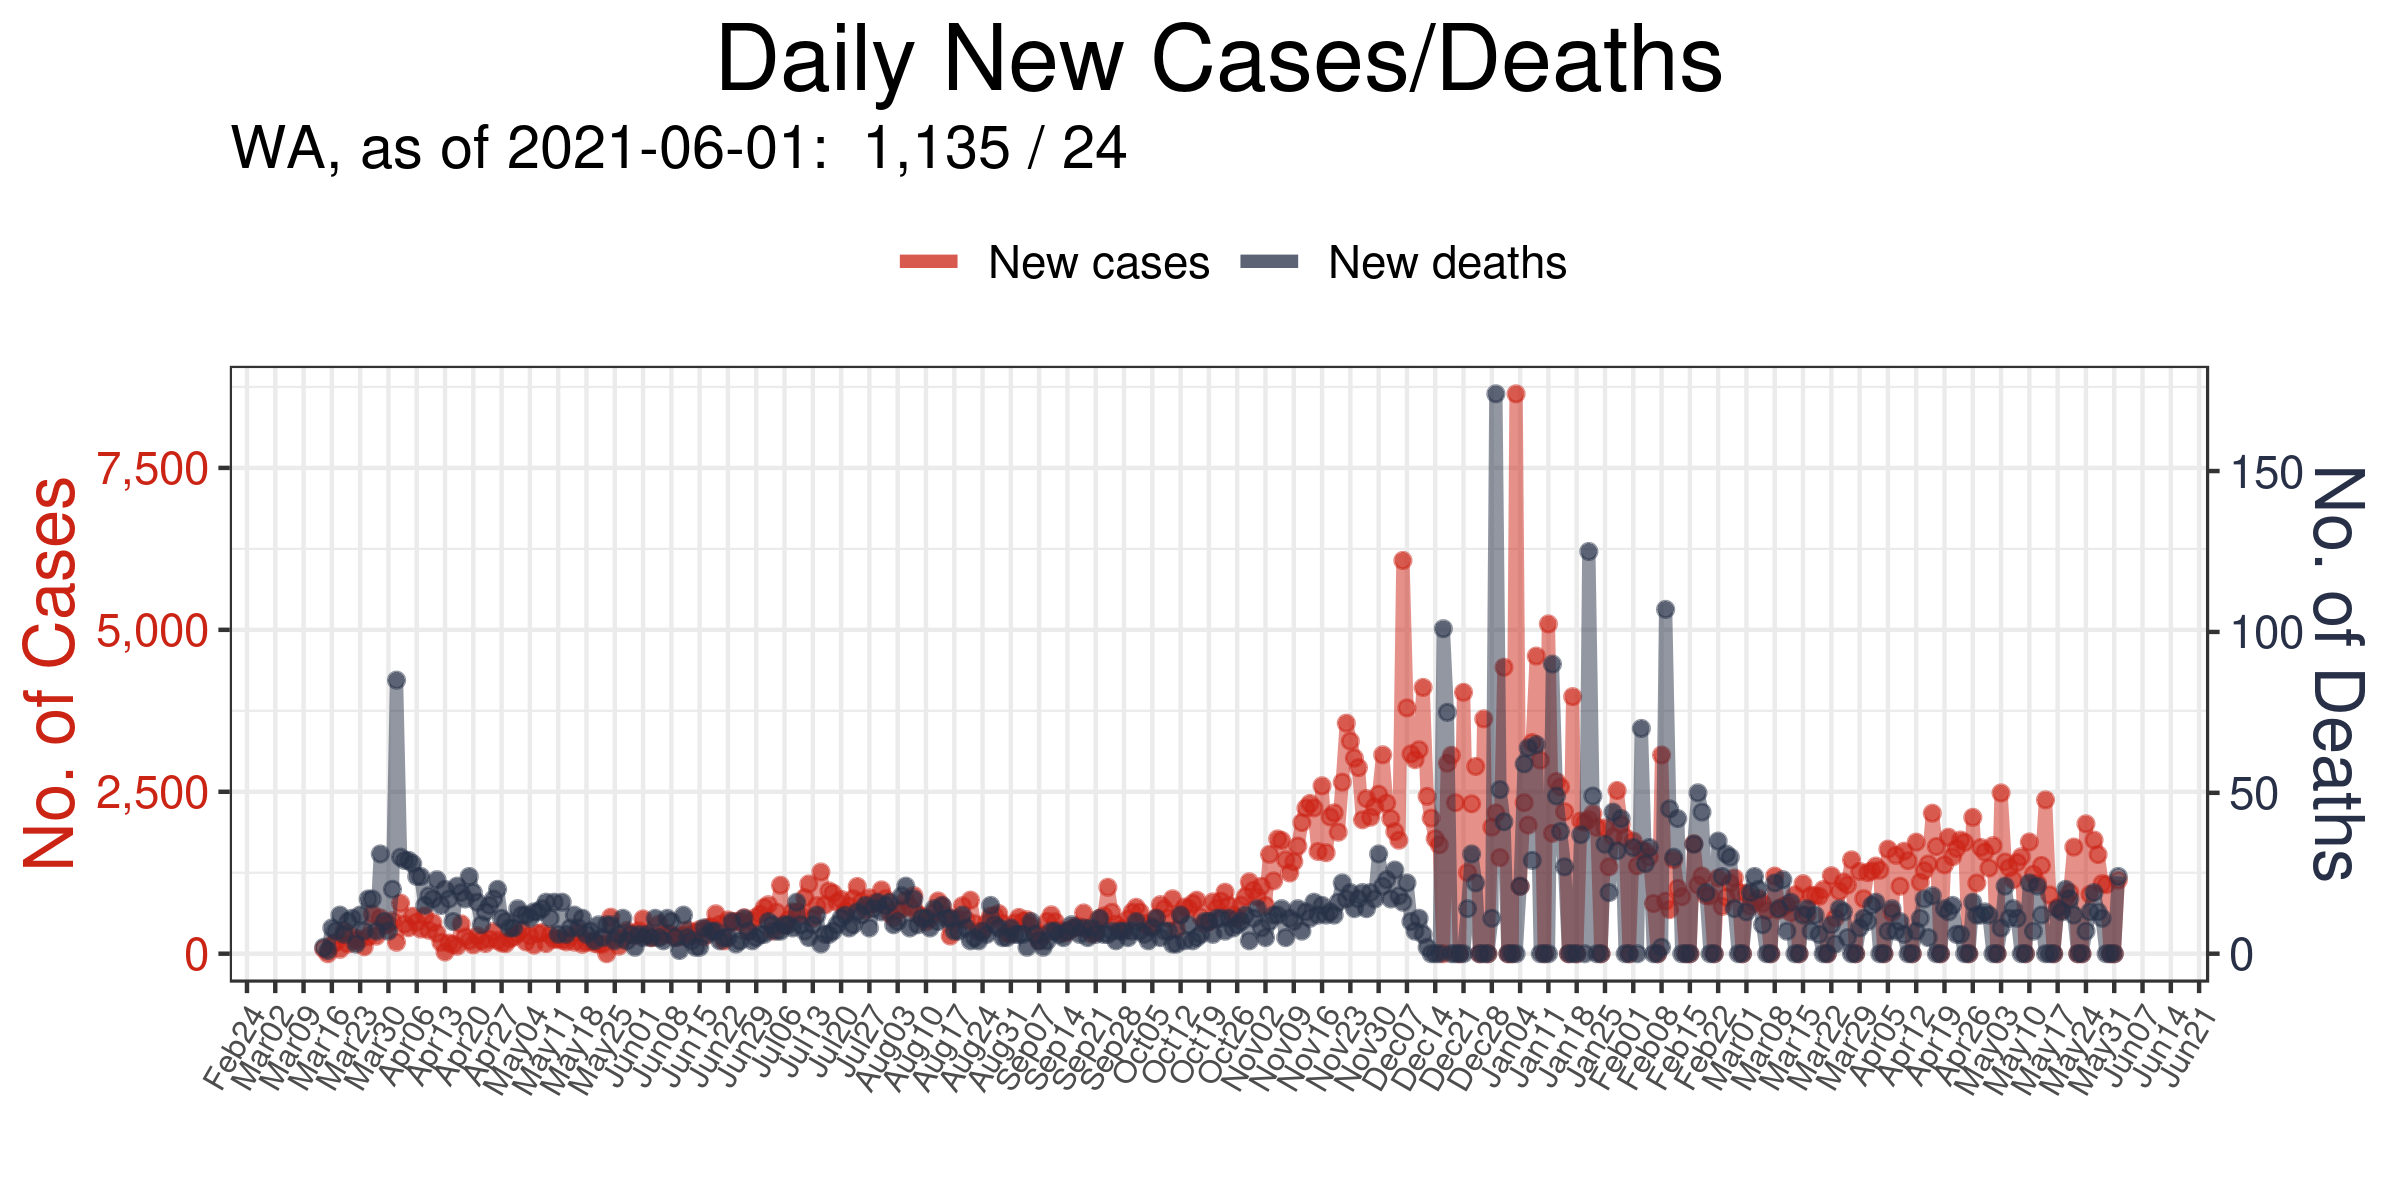 Daily New Cases/Deaths
WA, as of 2021-06-01:  1,135 / 24
New cases
New deaths
No. of Cases
7,500
5,000
2,500
0
150
100
50
0
No. of Deaths
Feb24
Mar02
Mar09
Mar16
Mar23
Mar30
Apr06
Apr13
Apr20
Apr27
May04
May11
May18
May25
Jun01
Jun08
Jun15
Jun22
Jun29
Jul06
Jul13
Jul20
Jul27
Aug03
Aug10
Aug17
Aug24
Aug31
Sep07
Sep14
Sep21
Sep28
Oct05
Oct12
Oct19
Oct26
Nov02
Nov09
Nov16
Nov23
Nov30
Dec07
Dec14
Dec21
Dec28
Jan04
Jan11
Jan18
Jan25
Feb01
Feb08
Feb15
Feb22
Mar01
Mar08
Mar15
Mar22
Mar29
Apr05
Apr12
Apr19
Apr26
May03
May10
May17
May24
May31
Jun07
Jun14
Jun21